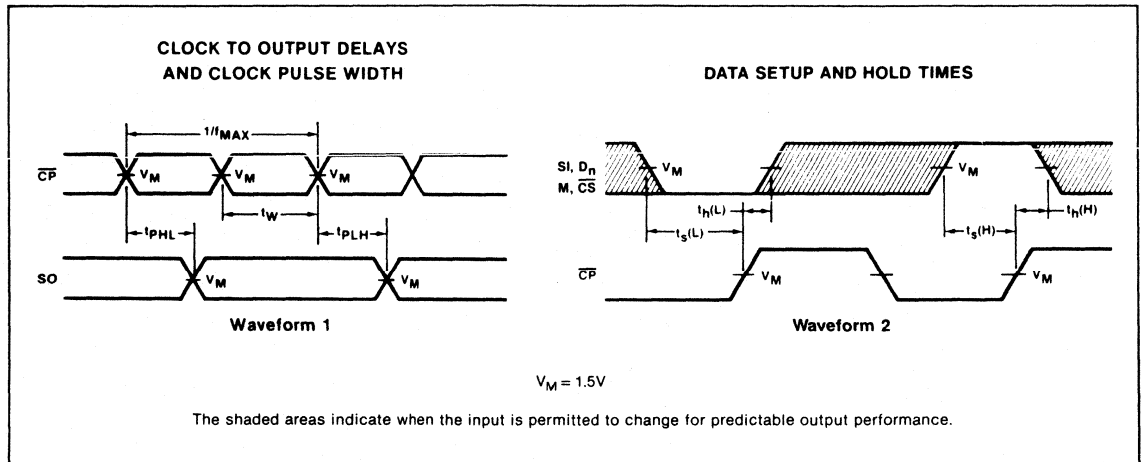 CLOCK TO OUTPUT DELAYS
AND CLOCK PULSE WIDTH
1/fMAX
CP
VM
VM
VM
tW
tPHL
tPLH
SO
VM
VM
Waveform 1
DATA SETUP AND HOLD TIMES
SI, Dn
M, CS
VM
VM
th(L)
ts(L)
th(H)
ts(H)
CP
VM
VM
Waveform 2
VM = 1.5V
The shaded areas indicate when the input is permitted to change for predictable output performance.